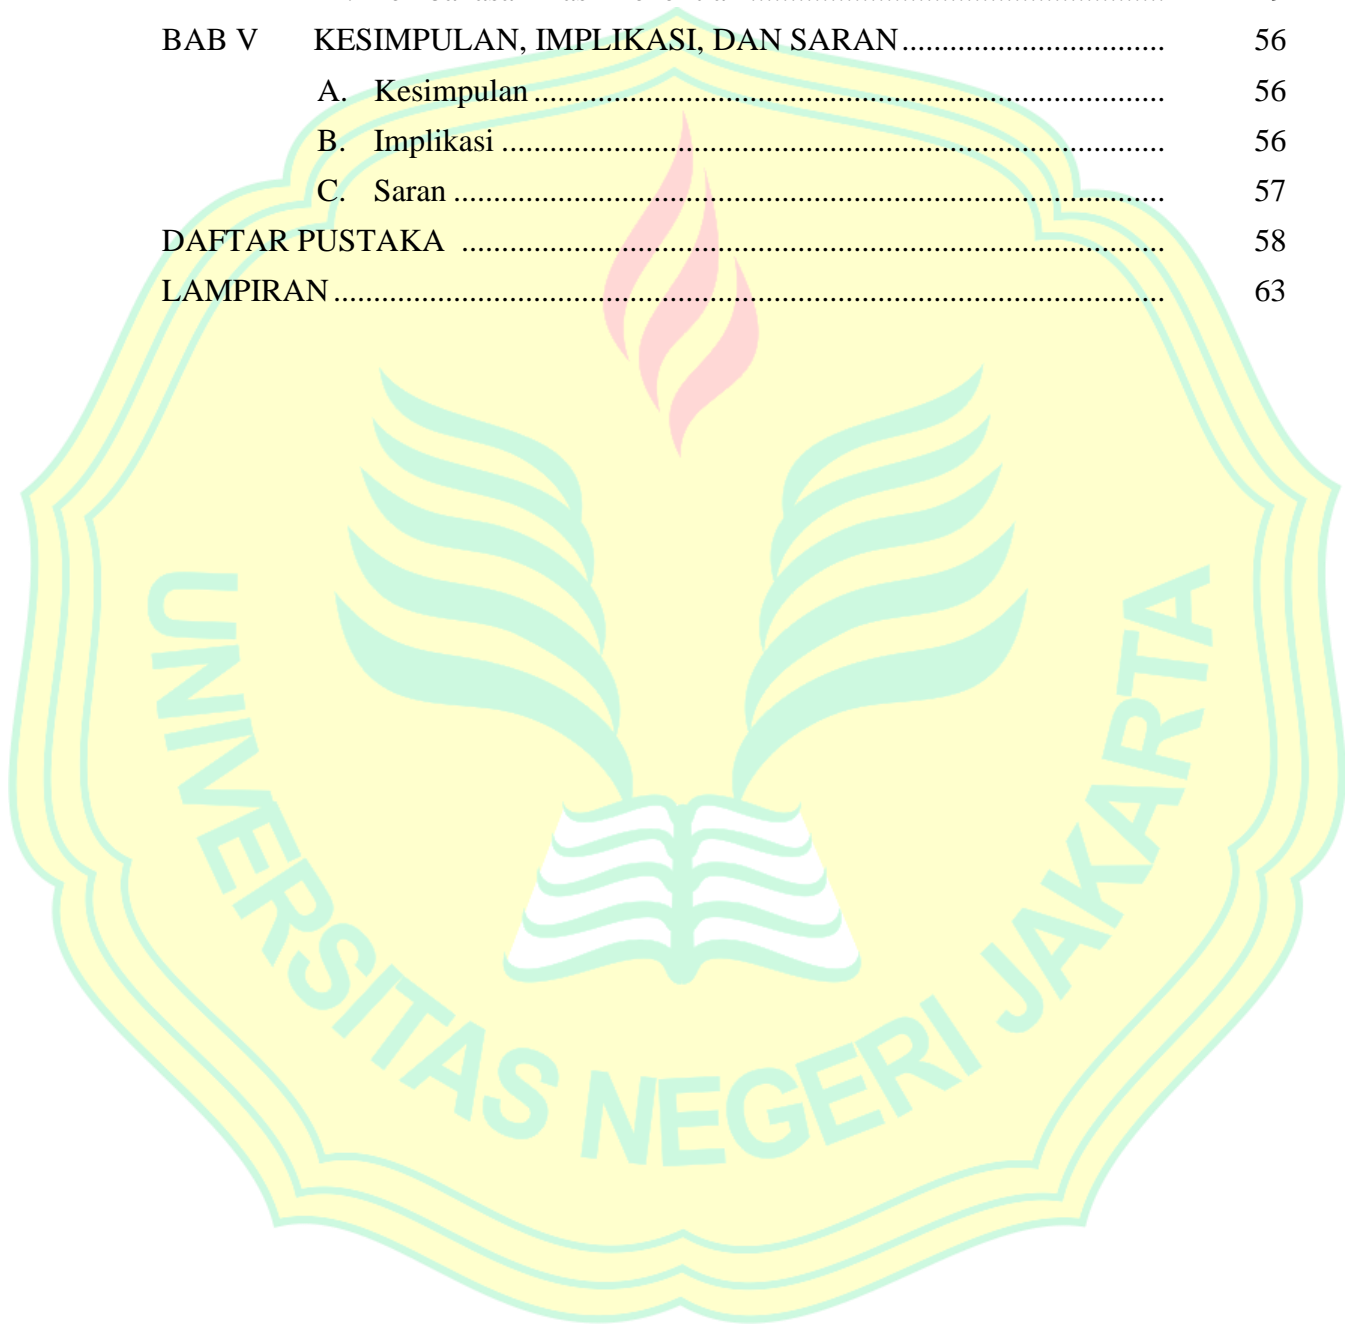 BAB V KESIMPULAN, IMPLIKASI, DAN SARAN ................................ 56
A. Kesimpulan ............................................................................... 56
B. Implikasi ................................................................................... 56
C. Saran ......................................................................................... 57
DAFTAR PUSTAKA ........................................................................................ 58
LAMPIRAN ........................................................................................................ 63
UNIVERSITAS NEGERI JAKARTA